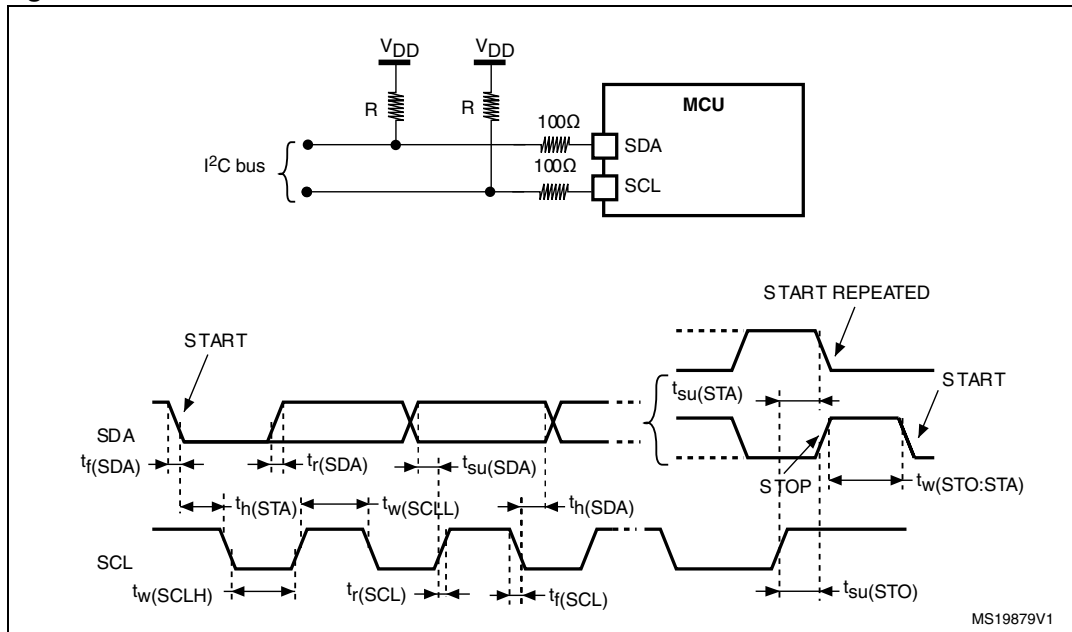 VDD VDD
MCU
R R
100Ω
SDA
I²C bus
100Ω
SCL
START REPEATED
START
START
tsu(STA)
SDA
tf(SDA)
tr(SDA)
tsu(SDA)
STOP
tw(STO:STA)
th(STA)
tw(SCLL)
th(SDA)
SCL
tw(SCLH)
tr(SCL)
tf(SCL)
tsu(STO)
MS19879V1